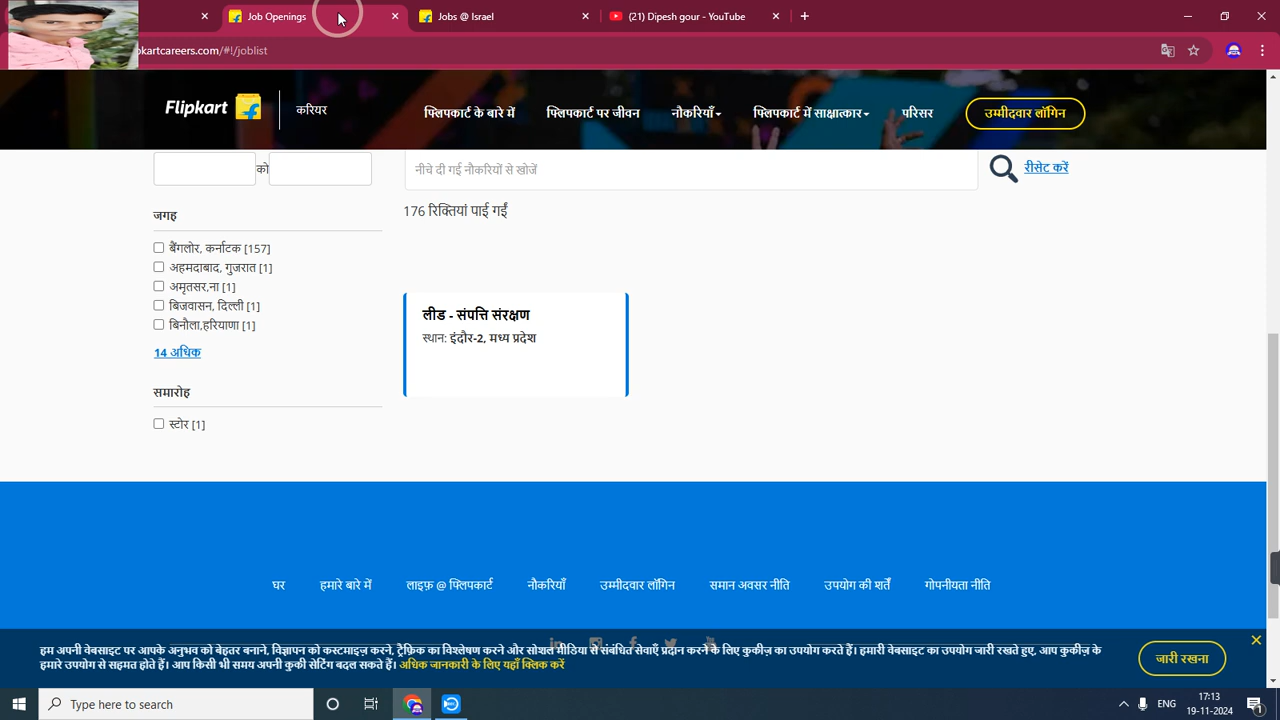 Job Openings
Jobs @ Israel
(21) Dipesh gour - YouTube
pkartcareers.com/#!/joblist
Flipkart
करियर
फ्लिपकार्ट के बारे में
फ्लिपकार्ट पर जीवन
नौकरियाँ
फ्लिपकार्ट में साक्षात्कार
परिसर
उम्मीदवार लॉगिन
को
नीचे दी गई नौकरियों से खोजें
रीसेट करें
जगह
176 रिक्तियां पाई गईं
बैंगलोर, कर्नाटक [157]
अहमदाबाद, गुजरात [1]
अमृतसर,ना [1]
बिजवासन, दिल्ली [1]
बिनौला,हरियाणा [1]
14 अधिक
लीड - संपत्ति संरक्षण
स्थान: इंदौर-2, मध्य प्रदेश
समारोह
स्टोर [1]
घर
हमारे बारे में
लाइफ़ @ फ्लिपकार्ट
नौकरियाँ
उम्मीदवार लॉगिन
समान अवसर नीति
उपयोग की शर्तें
गोपनीयता नीति
हम अपनी वेबसाइट पर आपके अनुभव को बेहतर बनाने, विज्ञापन को कस्टमाइज़ करने, ट्रैफ़िक का विश्लेषण करने और सोशल मीडिया से संबंधित सेवाएँ प्रदान करने के लिए कुकीज़ का उपयोग करते हैं। हमारी वेबसाइट का उपयोग जारी रखते हुए, आप कुकीज़ के
हमारे उपयोग से सहमत होते हैं। आप किसी भी समय अपनी कुकी सेटिंग बदल सकते हैं। अधिक जानकारी के लिए यहाँ क्लिक करें
जारी रखना
Type here to search
ENG
17:13
19-11-2024